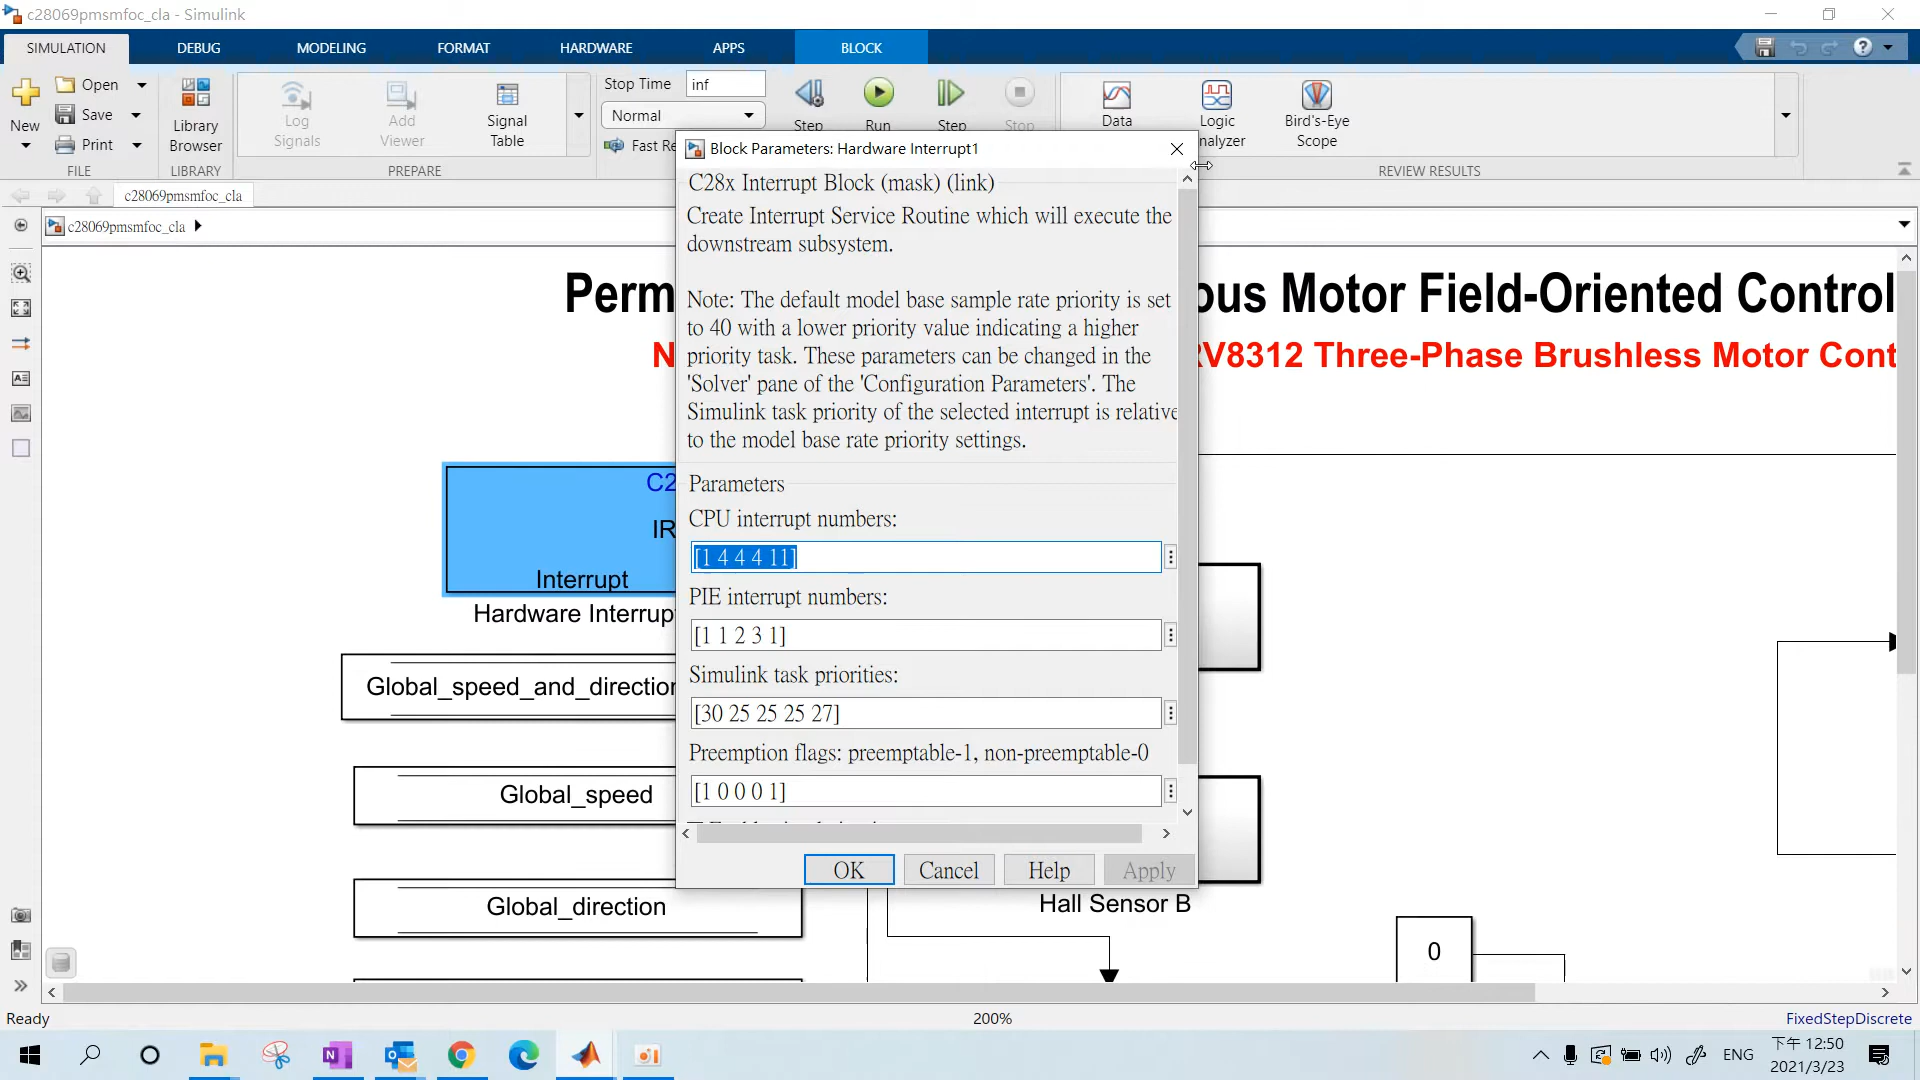 c28069pmsmfoc_cla - Simulink
SIMULATION
DEBUG
MODELING
FORMAT
HARDWARE
APPS
BLOCK
New
Open
Save
Print
FILE
Library
Browser
LIBRARY
Log
Signals
Add
Viewer
Signal
Table
PREPARE
Stop Time
inf
Normal
Fast Re
Step
Run
Step
Stop
Data
Logic
nalyzer
Bird's-Eye
Scope
REVIEW RESULTS
c28069pmsmfoc_cla
c28069pmsmfoc_cla
Perm
ous Motor Field-Oriented Control
N
RV8312 Three-Phase Brushless Motor Cont
C2
IR
Interrupt
Hardware Interrup
Global_speed_and_direction
Global_speed
Global_direction
Hall Sensor B
0
Block Parameters: Hardware Interrupt1
C28x Interrupt Block (mask) (link)
Create Interrupt Service Routine which will execute the
downstream subsystem.
Note: The default model base sample rate priority is set
to 40 with a lower priority value indicating a higher
priority task. These parameters can be changed in the
'Solver' pane of the 'Configuration Parameters'. The
Simulink task priority of the selected interrupt is relative
to the model base rate priority settings.
Parameters
CPU interrupt numbers:
[1 4 4 4 11]
PIE interrupt numbers:
[1 1 2 3 1]
Simulink task priorities:
[30 25 25 25 27]
Preemption flags: preemptable-1, non-preemptable-0
[1 0 0 0 1]
OK
Cancel
Help
Apply
Ready
200%
FixedStepDiscrete
ENG
下午 12:50
2021/3/23